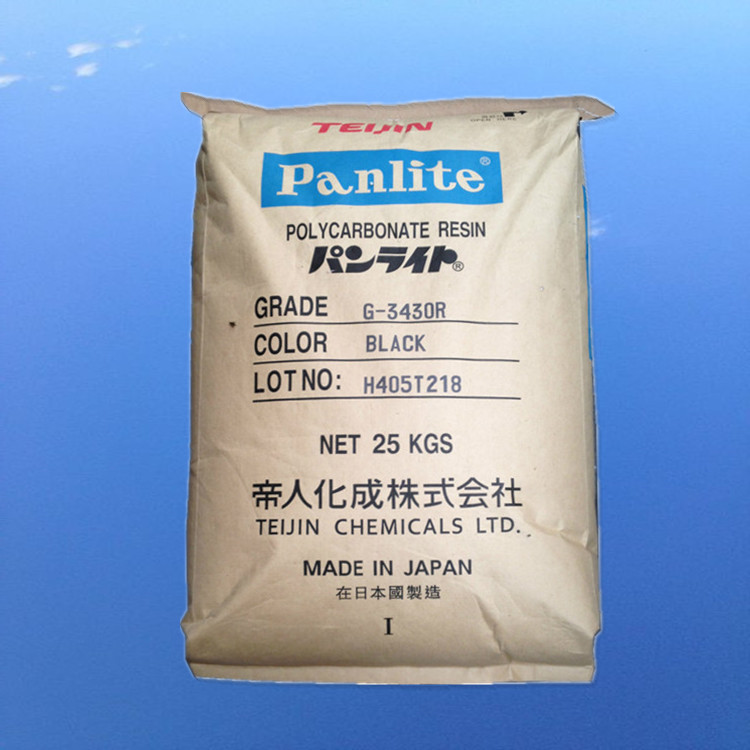 TEIJIN
OPEN HERE
Panlite®
POLYCARBONATE RESIN
パンライト®
GRADE G-3430R
COLOR BLACK
LOT NO: H405T218
NET 25 KGS
帝人化成株式会社
TEIJIN CHEMICALS LTD.
MADE IN JAPAN
在日本國製造
I